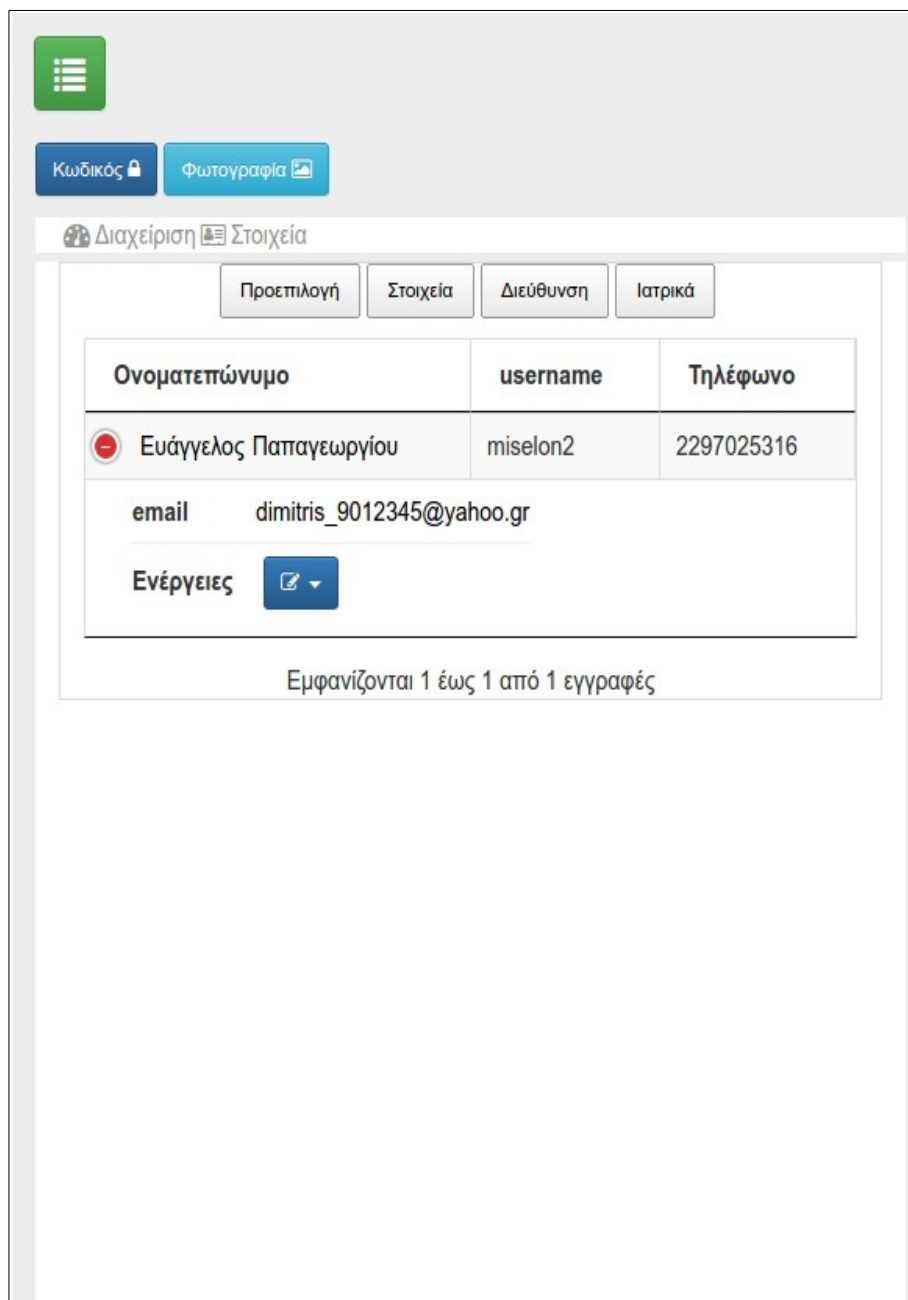 Κωδικός Φωτογραφία
Διαχείριση Στοιχεία
Προεπιλογή Στοιχεία Διεύθυνση Ιατρικά
Ονοματεπώνυμο username Τηλέφωνο
Ευάγγελος Παπαγεωργίου miselon2 2297025316
email dimitris_9012345@yahoo.gr
Ενέργειες
Εμφανίζονται 1 έως 1 από 1 εγγραφές